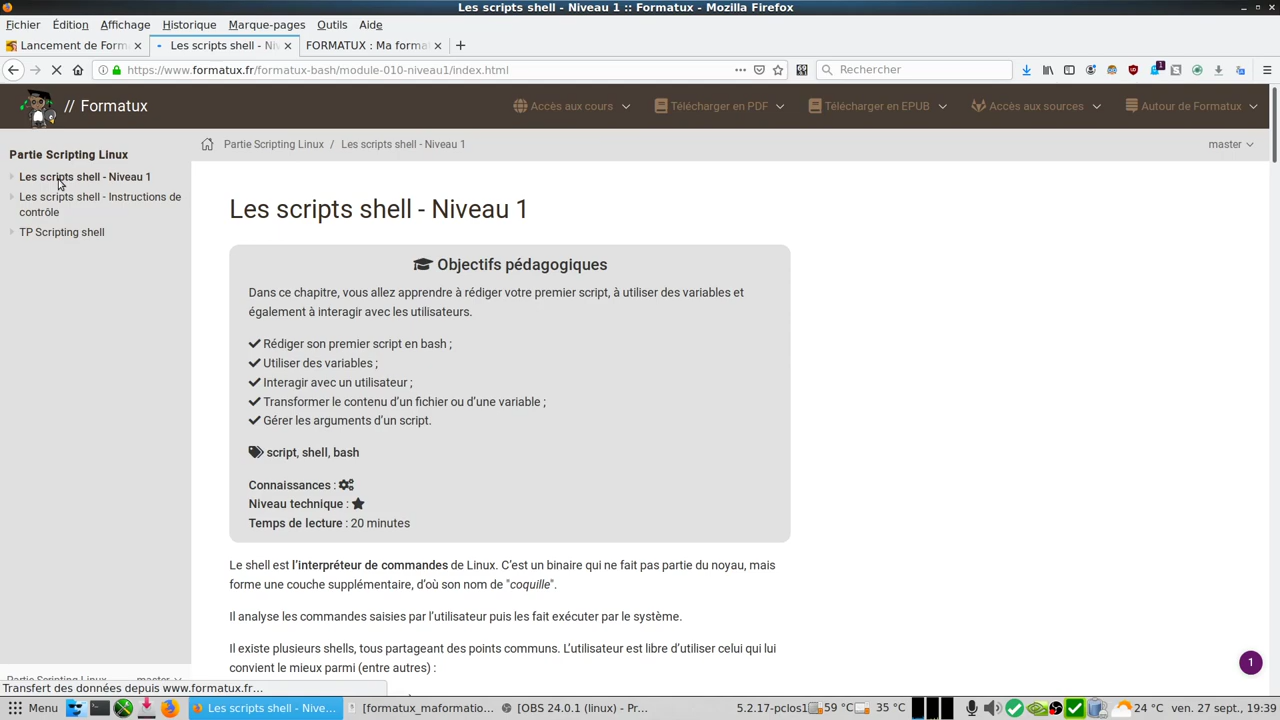 Les scripts shell - Niveau 1 :: Formatux - Mozilla Firefox
Fichier Édition Affichage Historique Marque-pages Outils Aide
Lancement de Form Les scripts shell - Niv FORMATUX : Ma format
https://www.formatux.fr/formatux-bash/module-010-niveau1/index.html
Rechercher
1
// Formatux
Accès aux cours Télécharger en PDF Télécharger en EPUB Accès aux sources Autour de Formatux
Partie Scripting Linux / Les scripts shell - Niveau 1
master
Partie Scripting Linux
Les scripts shell - Niveau 1
Les scripts shell - Instructions de
contrôle
TP Scripting shell
Les scripts shell - Niveau 1
Objectifs pédagogiques
Dans ce chapitre, vous allez apprendre à rédiger votre premier script, à utiliser des variables et
également à interagir avec les utilisateurs.
Rédiger son premier script en bash ;
Utiliser des variables ;
Interagir avec un utilisateur ;
Transformer le contenu d’un fichier ou d’une variable ;
Gérer les arguments d’un script.
script, shell, bash
Connaissances :
Niveau technique :
Temps de lecture : 20 minutes
Le shell est l’interpréteur de commandes de Linux. C’est un binaire qui ne fait pas partie du noyau, mais
forme une couche supplémentaire, d’où son nom de "coquille".
Il analyse les commandes saisies par l’utilisateur puis les fait exécuter par le système.
Il existe plusieurs shells, tous partageant des points communs. L’utilisateur est libre d’utiliser celui qui lui
convient le mieux parmi (entre autres) :
1
Partie Scripting Linux master
Transfert des données depuis www.formatux.fr…
Menu Les scripts shell - Nive... [formatux_maformatio... [OBS 24.0.1 (linux) - Pr... 5.2.17-pclos1 59 °C 35 °C 24 °C ven. 27 sept., 19:39